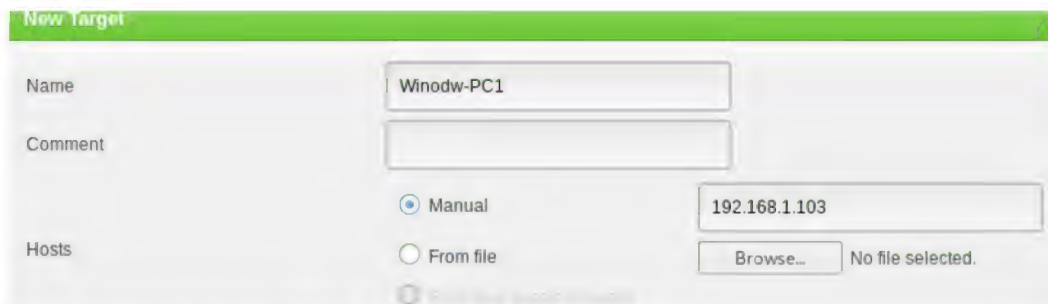 New Target
Name
Winodw-PC1
Comment
Manual
192.168.1.103
Hosts
From file
Browse...
No file selected.